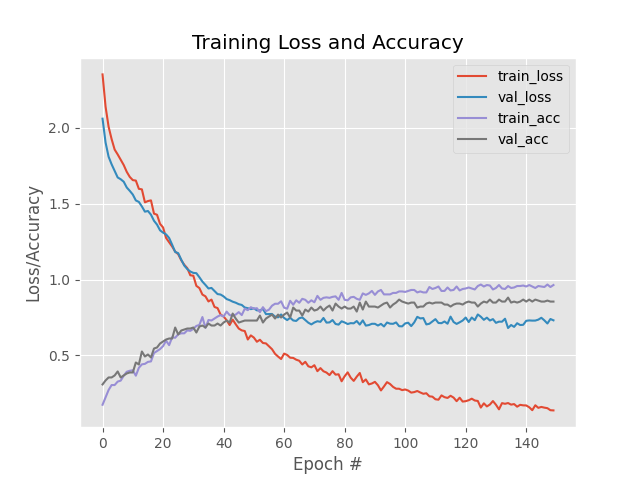 Training Loss and Accuracy
train_loss
val_loss
train_acc
val_acc
2.0
1.5
1.0
0.5
Loss/Accuracy
0 20 40 60 80 100 120 140
Epoch #